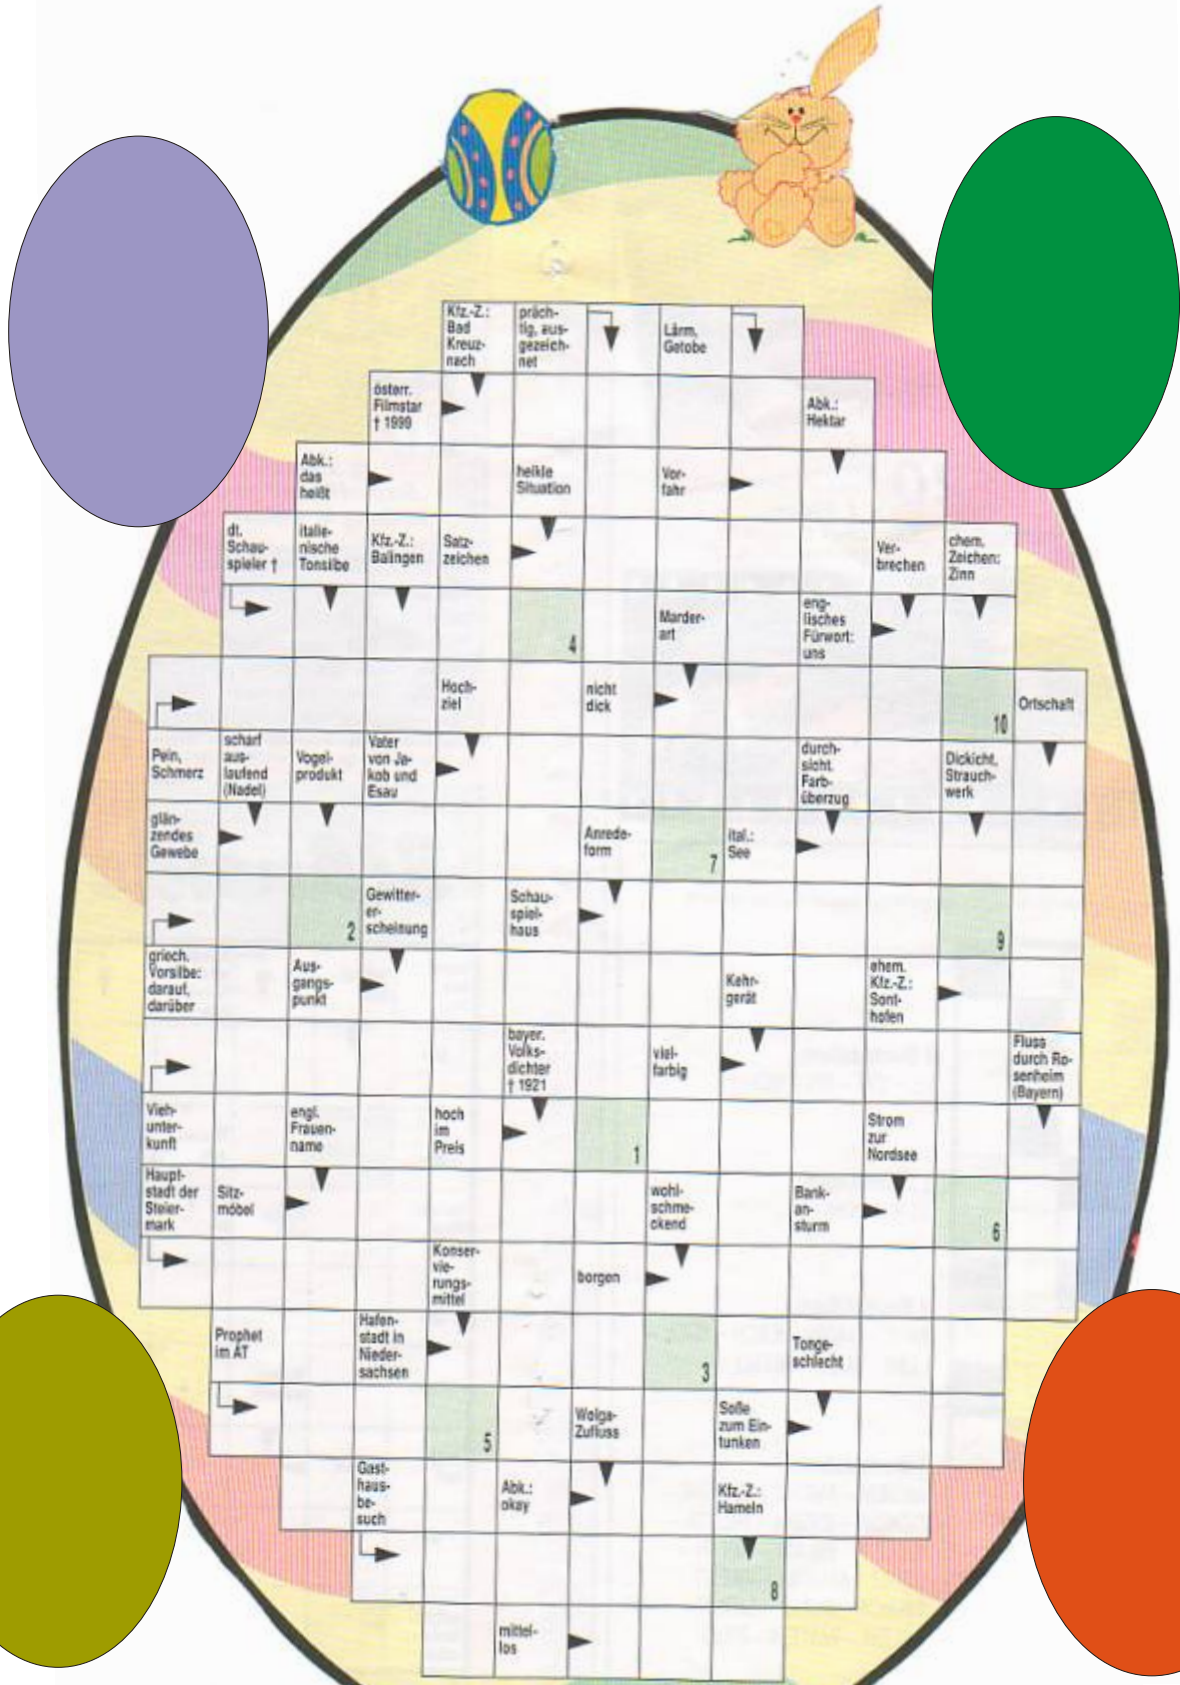 Kfz.-Z.:
Bad
Kreuz-
nach
präch-
tig, aus-
gezeich-
net
Lärm,
Getobe
österr.
Filmstar
† 1999
Abk.:
Hektar
Abk.:
das
heißt
heikle
Situation
Vor-
fahr
dt.
Schau-
spieler †
italie-
nische
Tonsilbe
Kfz.-Z.:
Balingen
Satz-
zeichen
Ver-
brechen
chem.
Zeichen:
Zinn
4
Marder-
art
eng-
lisches
Fürwort:
uns
Hoch-
ziel
nicht
dick
10
Ortschaft
Pein,
Schmerz
scharf
aus-
laufend
(Nadel)
Vogel-
produkt
Vater
von Ja-
kob und
Esau
durch-
sicht.
Farb-
überzug
Dickicht,
Strauch-
werk
glän-
zendes
Gewebe
Anrede-
form
7
ital.:
See
2
Gewitter-
er-
scheinung
Schau-
spiel-
haus
9
griech.
Vorsilbe:
darauf,
darüber
Aus-
gangs-
punkt
Kehr-
gerät
ehem.
Kfz.-Z.:
Sont-
hofen
bayer.
Volks-
dichter
† 1921
viel-
farbig
Fluss
durch Ro-
senheim
(Bayern)
Vieh-
unter-
kunft
engl.
Frauen-
name
hoch
im
Preis
1
Strom
zur
Nordsee
Haupt-
stadt der
Steier-
mark
Sitz-
möbel
wohl-
schme-
ckend
Bank-
an-
sturm
6
Konser-
vie-
rungs-
mittel
borgen
Prophet
im AT
Hafen-
stadt in
Nieder-
sachsen
3
Tonge-
schlecht
5
Wolga-
Zufluss
Soße
zum Ein-
tunken
Gast-
haus-
be-
such
Abk.:
okay
Kfz.-Z.:
Hameln
8
mittel-
los